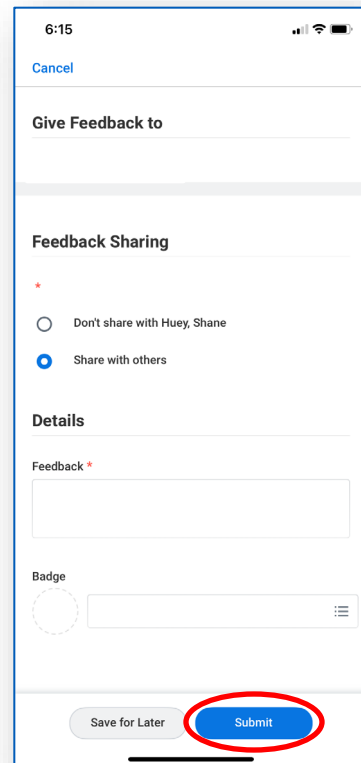 6:15
Cancel
Give Feedback to
Feedback Sharing
*
Don't share with Huey, Shane
Share with others
Details
Feedback *
Badge
Save for Later
Submit